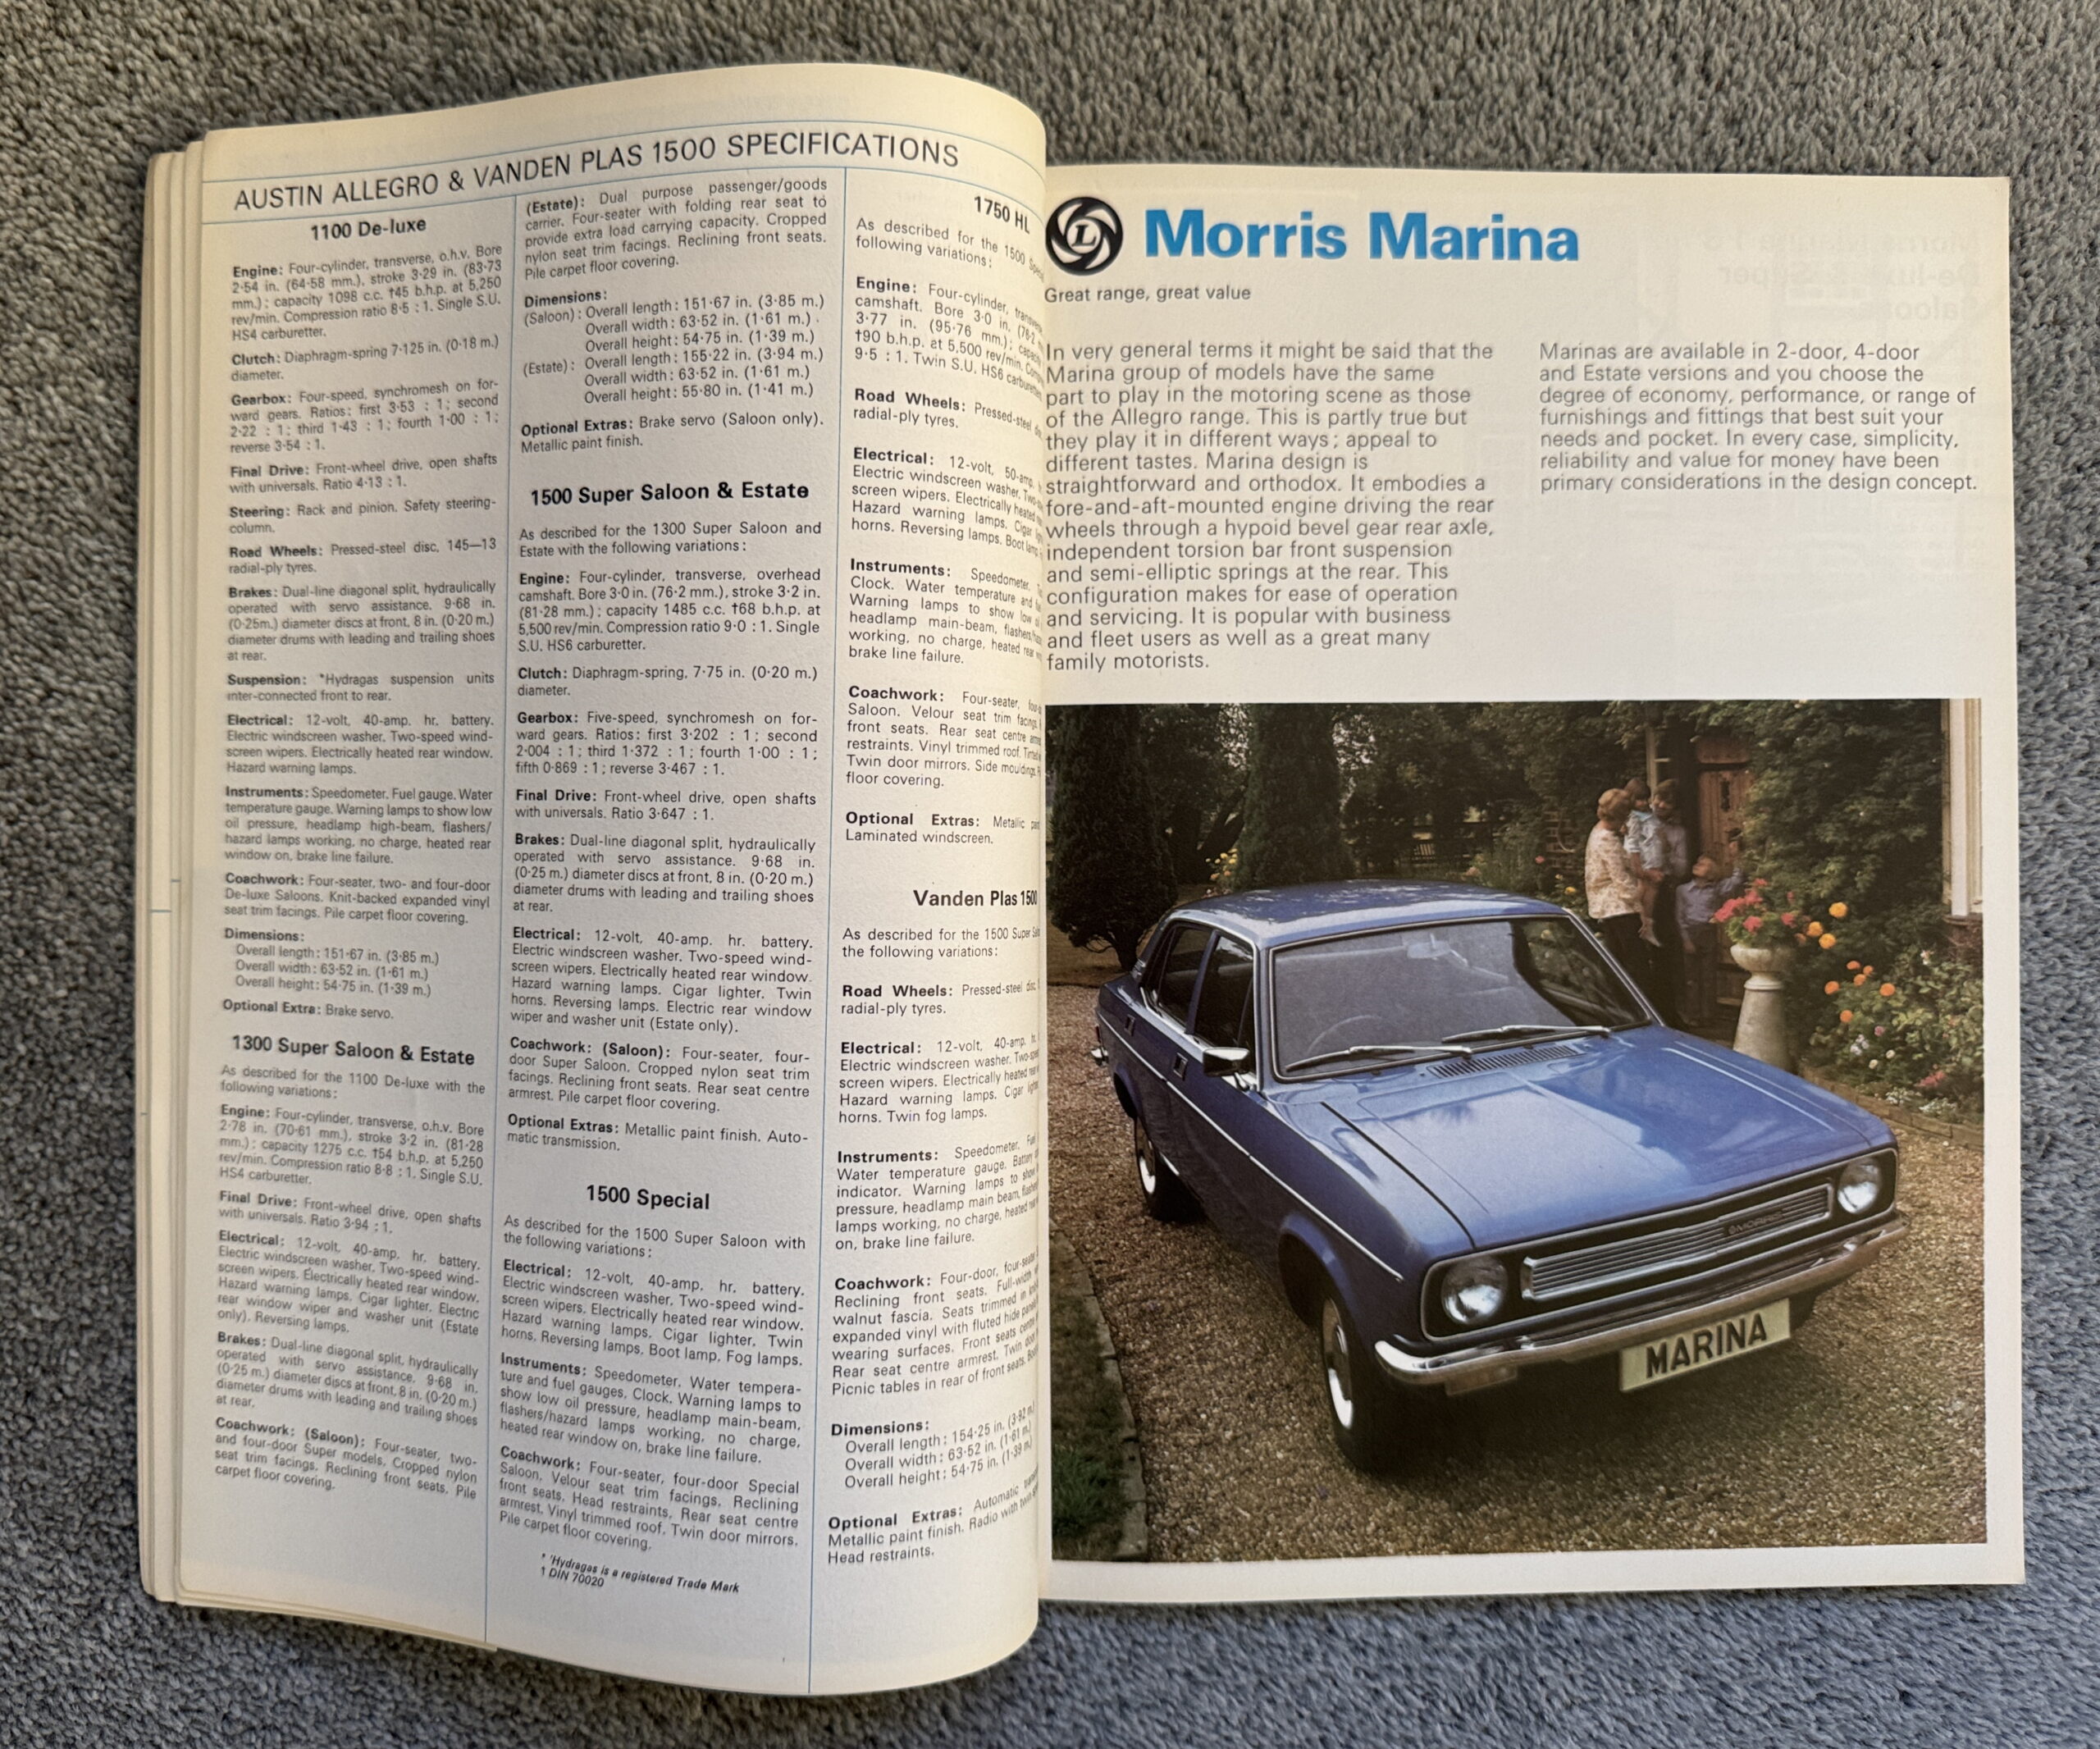 AUSTIN ALLEGRO & VANDEN PLAS 1500 SPECIFICATIONS
1100 De-luxe
Engine: Four-cylinder, transverse, o.h.v. Bore
2·54 in. (64·58 mm.), stroke 3·29 in. (83·73
mm.); capacity 1098 c.c. †45 b.h.p. at 5,250
rev/min. Compression ratio 8·5 : 1. Single S.U.
HS4 carburetter.
Clutch: Diaphragm-spring 7·125 in. (0·18 m.)
diameter.
Gearbox: Four-speed, synchromesh on for-
ward gears. Ratios: first 3·53 : 1; second
2·22 : 1; third 1·43 : 1; fourth 1·00 : 1;
reverse 3·54 : 1.
Final Drive: Front-wheel drive, open shafts
with universals. Ratio 4·13 : 1.
Steering: Rack and pinion. Safety steering-
column.
Road Wheels: Pressed-steel disc, 145—13
radial-ply tyres.
Brakes: Dual-line diagonal split, hydraulically
operated with servo assistance. 9·68 in.
(0·25m.) diameter discs at front, 8 in. (0·20 m.)
diameter drums with leading and trailing shoes
at rear.
Suspension: *Hydragas suspension units
inter-connected front to rear.
Electrical: 12-volt, 40-amp. hr. battery.
Electric windscreen washer. Two-speed wind-
screen wipers. Electrically heated rear window.
Hazard warning lamps.
Instruments: Speedometer. Fuel gauge. Water
temperature gauge. Warning lamps to show low
oil pressure, headlamp high-beam, flashers/
hazard lamps working, no charge, heated rear
window on, brake line failure.
Coachwork: Four-seater, two- and four-door
De-luxe Saloons. Knit-backed expanded vinyl
seat trim facings. Pile carpet floor covering.
Dimensions:
Overall length: 151·67 in. (3·85 m.)
Overall width: 63·52 in. (1·61 m.)
Overall height: 54·75 in. (1·39 m.)
Optional Extra: Brake servo.
1300 Super Saloon & Estate
As described for the 1100 De-luxe with the
following variations:
Engine: Four-cylinder, transverse, o.h.v. Bore
2·78 in. (70·61 mm.), stroke 3·2 in. (81·28
mm.); capacity 1275 c.c. †54 b.h.p. at 5,250
rev/min. Compression ratio 8·8 : 1. Single S.U.
HS4 carburetter.
Final Drive: Front-wheel drive, open shafts
with universals. Ratio 3·94 : 1.
Electrical: 12-volt, 40-amp. hr. battery.
Electric windscreen washer. Two-speed wind-
screen wipers. Electrically heated rear window.
Hazard warning lamps. Cigar lighter. Electric
rear window wiper and washer unit (Estate
only). Reversing lamps.
Brakes: Dual-line diagonal split, hydraulically
operated with servo assistance. 9·68 in.
(0·25 m.) diameter discs at front, 8 in. (0·20 m.)
diameter drums with leading and trailing shoes
at rear.
Coachwork: (Saloon): Four-seater, two-
and four-door Super models. Cropped nylon
seat trim facings. Reclining front seats. Pile
carpet floor covering.
(Estate): Dual purpose passenger/goods
carrier. Four-seater with folding rear seat to
provide extra load carrying capacity. Cropped
nylon seat trim facings. Reclining front seats.
Pile carpet floor covering.
Dimensions:
(Saloon): Overall length: 151·67 in. (3·85 m.)
Overall width: 63·52 in. (1·61 m.).
Overall height: 54·75 in. (1·39 m.)
(Estate): Overall length: 155·22 in. (3·94 m.)
Overall width: 63·52 in. (1·61 m.)
Overall height: 55·80 in. (1·41 m.)
Optional Extras: Brake servo (Saloon only).
Metallic paint finish.
1500 Super Saloon & Estate
As described for the 1300 Super Saloon and
Estate with the following variations:
Engine: Four-cylinder, transverse, overhead
camshaft. Bore 3·0 in. (76·2 mm.), stroke 3·2 in.
(81·28 mm.); capacity 1485 c.c. †68 b.h.p. at
5,500 rev/min. Compression ratio 9·0 : 1. Single
S.U. HS6 carburetter.
Clutch: Diaphragm-spring, 7·75 in. (0·20 m.)
diameter.
Gearbox: Five-speed, synchromesh on for-
ward gears. Ratios: first 3·202 : 1; second
2·004 : 1; third 1·372 : 1; fourth 1·00 : 1;
fifth 0·869 : 1; reverse 3·467 : 1.
Final Drive: Front-wheel drive, open shafts
with universals. Ratio 3·647 : 1.
Brakes: Dual-line diagonal split, hydraulically
operated with servo assistance. 9·68 in.
(0·25 m.) diameter discs at front, 8 in. (0·20 m.)
diameter drums with leading and trailing shoes
at rear.
Electrical: 12-volt, 40-amp. hr. battery.
Electric windscreen washer. Two-speed wind-
screen wipers. Electrically heated rear window.
Hazard warning lamps. Cigar lighter. Twin
horns. Reversing lamps. Electric rear window
wiper and washer unit (Estate only).
Coachwork: (Saloon): Four-seater, four-
door Super Saloon. Cropped nylon seat trim
facings. Reclining front seats. Rear seat centre
armrest. Pile carpet floor covering.
Optional Extras: Metallic paint finish. Auto-
matic transmission.
1500 Special
As described for the 1500 Super Saloon with
the following variations:
Electrical: 12-volt, 40-amp. hr. battery.
Electric windscreen washer. Two-speed wind-
screen wipers. Electrically heated rear window.
Hazard warning lamps. Cigar lighter. Twin
horns. Reversing lamps. Boot lamp. Fog lamps.
Instruments: Speedometer. Water tempera-
ture and fuel gauges. Clock. Warning lamps to
show low oil pressure, headlamp main-beam,
flashers/hazard lamps working, no charge,
heated rear window on, brake line failure.
Coachwork: Four-seater, four-door Special
Saloon. Velour seat trim facings. Reclining
front seats. Head restraints. Rear seat centre
armrest. Vinyl trimmed roof. Twin door mirrors.
Pile carpet floor covering.
* 'Hydragas is a registered Trade Mark
† DIN 70020
1750 HL
As described for the 1500
following variations:
Engine: Four-cylinder,
camshaft. Bore 3·0 in.
3·77 in. (95·76 mm.);
†90 b.h.p. at 5,500 rev/min.
9·5 : 1. Twin S.U. HS6
Road Wheels: Pressed-steel
radial-ply tyres.
Electrical: 12-volt, 50-amp.
Electric windscreen washer.
screen wipers. Electrically heated
Hazard warning lamps. Cigar
horns. Reversing lamps. Boot
Instruments: Speedometer.
Clock. Water temperature and
Warning lamps to show low
headlamp main-beam,
working, no charge, heated rear
brake line failure.
Coachwork: Four-seater,
Saloon. Velour seat trim facings.
front seats. Rear seat centre
restraints. Vinyl trimmed roof.
Twin door mirrors. Side mouldings.
floor covering.
Optional Extras: Metallic
Laminated windscreen.
Vanden Plas 1500
As described for the 1500 Super
the following variations:
Road Wheels: Pressed-steel disc,
radial-ply tyres.
Electrical: 12-volt, 40-amp.
Electric windscreen washer.
screen wipers. Electrically heated
Hazard warning lamps. Cigar
horns. Twin fog lamps.
Instruments: Speedometer.
Water temperature gauge.
indicator. Warning lamps to
pressure, headlamp main beam,
lamps working, no charge, heated
on, brake line failure.
Coachwork: Four-door,
Reclining front seats. Full-width
walnut fascia. Seats trimmed in
expanded vinyl with fluted hide
wearing surfaces. Front seats
Rear seat centre armrest. Twin
Picnic tables in rear of front seats.
Dimensions:
Overall length: 154·25 in. (3·92 m.)
Overall width: 63·52 in. (1·61 m.)
Overall height: 54·75 in. (1·39 m.)
Optional Extras: Automatic
Metallic paint finish. Radio with
Head restraints.
L
Morris Marina
Great range, great value
In very general terms it might be said that the
Marina group of models have the same
part to play in the motoring scene as those
of the Allegro range. This is partly true but
they play it in different ways; appeal to
different tastes. Marina design is
straightforward and orthodox. It embodies a
fore-and-aft-mounted engine driving the rear
wheels through a hypoid bevel gear rear axle,
independent torsion bar front suspension
and semi-elliptic springs at the rear. This
configuration makes for ease of operation
and servicing. It is popular with business
and fleet users as well as a great many
family motorists.
Marinas are available in 2-door, 4-door
and Estate versions and you choose the
degree of economy, performance, or range of
furnishings and fittings that best suit your
needs and pocket. In every case, simplicity,
reliability and value for money have been
primary considerations in the design concept.
MORRIS
MARINA